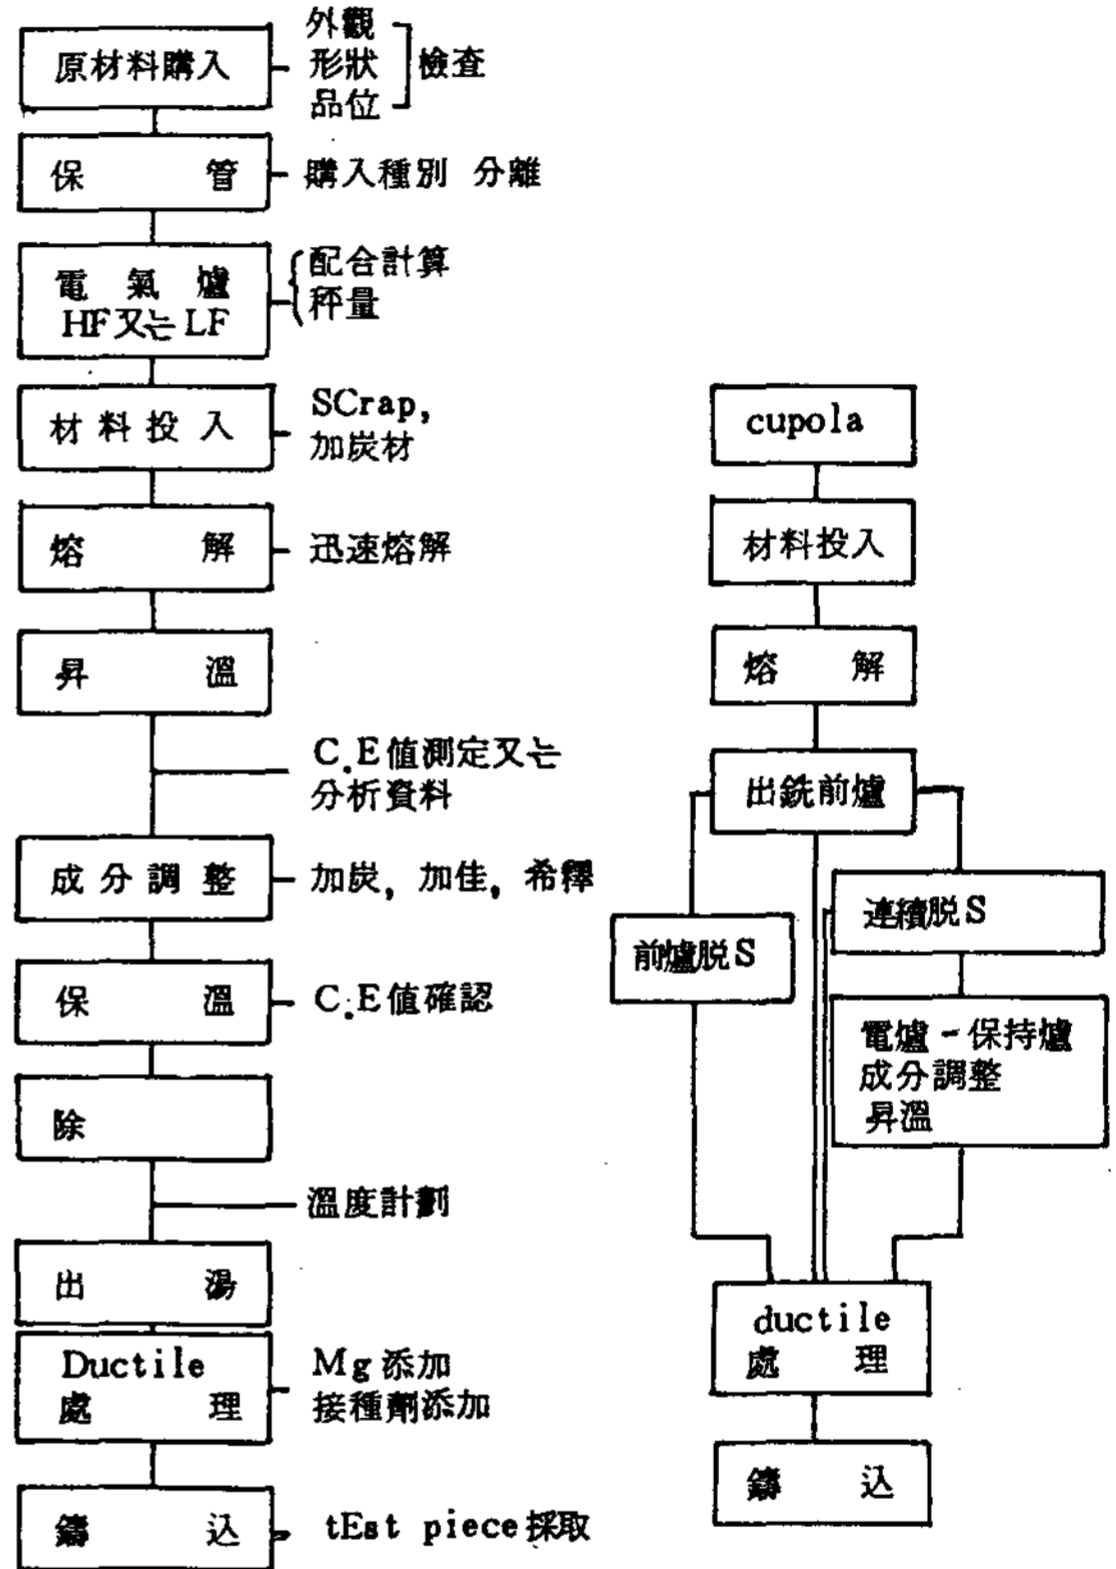 原材料購入
外觀
形狀
品位
檢査
保 管
購入種別 分離
電 氣 爐
HF又는 LF
配合計算
秤量
材 料 投 入
SCrap,
加炭材
熔 解
迅速熔解
昇 溫
C.E値測定又는
分析資料
成 分 調 整
加炭, 加佳, 希釋
保 溫
C.E値確認
除
溫度計劃
出 湯
Ductile
處 理
Mg 添加
接種劑添加
鑄 込
tEst piece 採取
cupola
材料投入
熔 解
出銑前爐
前爐脱S
連續脱S
電爐 - 保持爐
成分調整
昇溫
ductile
處 理
鑄 込